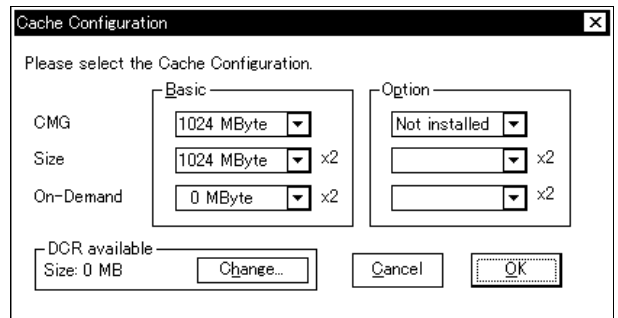 Cache Configuration
Please select the Cache Configuration.
Basic
Option
CMG 1024 MByte Not installed
Size 1024 MByte x2 x2
On-Demand 0 MByte x2 x2
DCR available
Size: 0 MB Change... Cancel OK